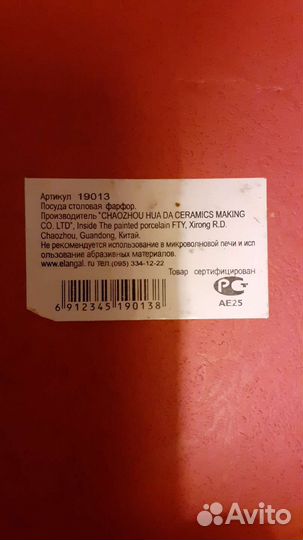 Артикул 19013
Посуда столовая фарфор.
Производитель "CHAOZHOU HUA DA CERAMICS MAKING
CO. LTD", Inside The painted porcelain FTY, Xirong R.D.
Chaozhou, Guandong, Китай.
Не рекомендуется использование в микроволновой печи и исп
ользование абразивных материалов.
www.elangal.ru тел.(095) 334-12-22
Товар сертифицирован
РСТ
АЕ25
6 912345 190138
Avito